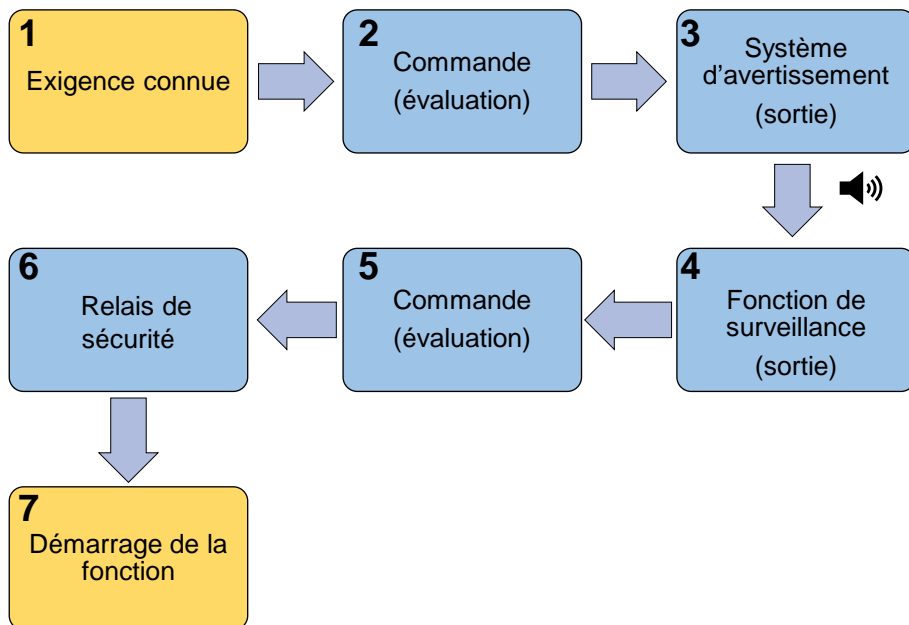 1
Exigence connue
2
Commande
(évaluation)
3
Système
d'avertissement
(sortie)
6
Relais de
sécurité
5
Commande
(évaluation)
4
Fonction de
surveillance
(sortie)
7
Démarrage de la
fonction